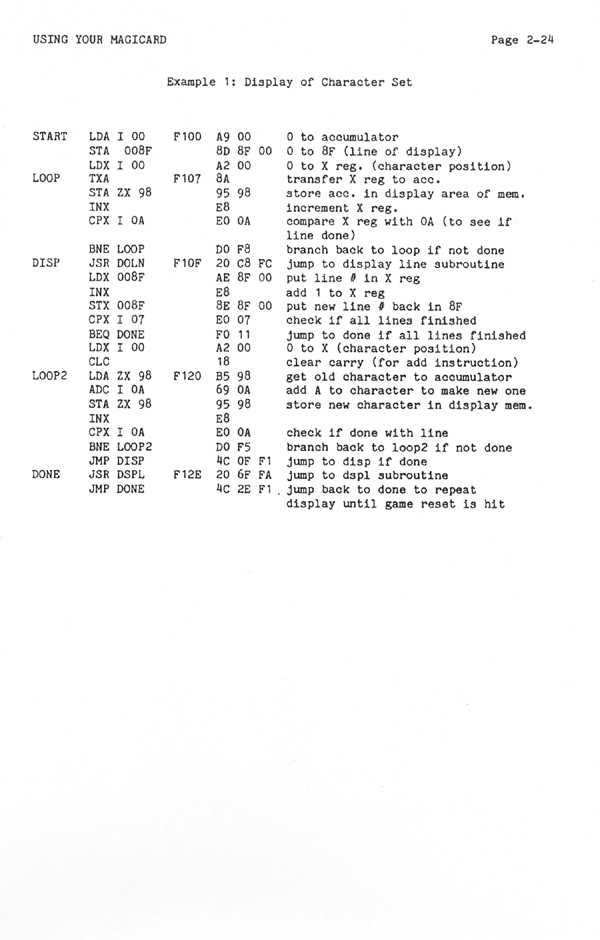 USING YOUR MAGICARD Page 2-24
Example 1: Display of Character Set
START LDA I 00 F100 A9 00 0 to accumulator
STA 008F 8D 8F 00 0 to 8F (line of display)
LDX I 00 A2 00 0 to X reg. (character position)
LOOP TXA F107 8A transfer X reg to acc.
STA ZX 98 95 98 store acc. in display area of mem.
INX E8 increment X reg.
CPX I 0A E0 0A compare X reg with 0A (to see if
line done)
BNE LOOP D0 F8 branch back to loop if not done
DISP JSR DOLN F10F 20 C8 FC jump to display line subroutine
LDX 008F AE 8F 00 put line # in X reg
INX E8 add 1 to X reg
STX 008F 8E 8F 00 put new line # back in 8F
CPX I 07 E0 07 check if all lines finished
BEQ DONE F0 11 jump to done if all lines finished
LDX I 00 A2 00 0 to X (character position)
CLC 18 clear carry (for add instruction)
LOOP2 LDA ZX 98 F120 B5 98 get old character to accumulator
ADC I 0A 69 0A add A to character to make new one
STA ZX 98 95 98 store new character in display mem.
INX E8
CPX I 0A E0 0A check if done with line
BNE LOOP2 D0 F5 branch back to loop2 if not done
JMP DISP 4C 0F F1 jump to disp if done
DONE JSR DSPL F12E 20 6F FA jump to dspl subroutine
JMP DONE 4C 2E F1 jump back to done to repeat
display until game reset is hit